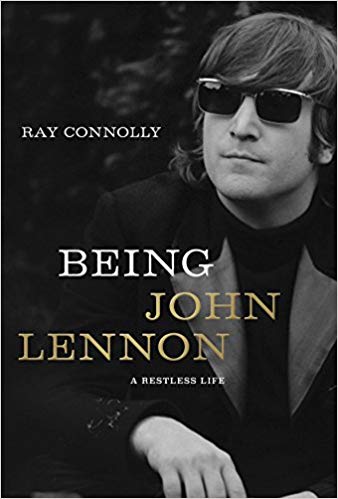 RAY CONNOLLY
BEING
JOHN
LENNON
A RESTLESS LIFE